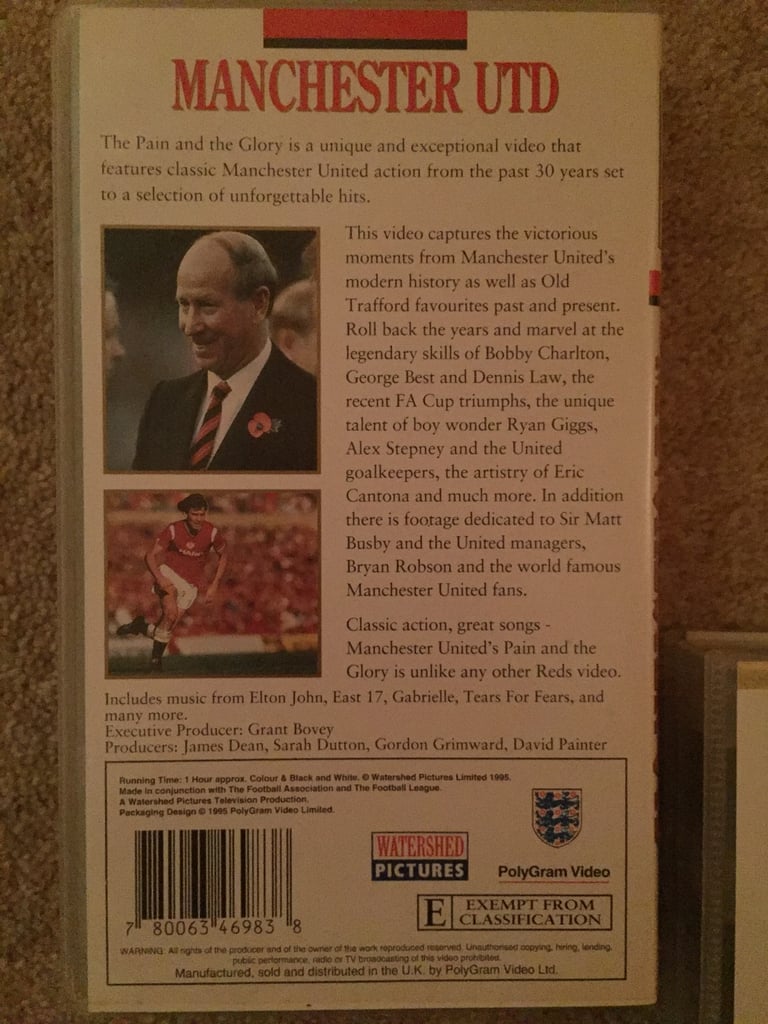 MANCHESTER UTD
The Pain and the Glory is a unique and exceptional video that
features classic Manchester United action from the past 30 years set
to a selection of unforgettable hits.
This video captures the victorious
moments from Manchester United's
modern history as well as Old
Trafford favourites past and present.
Roll back the years and marvel at the
legendary skills of Bobby Charlton,
George Best and Dennis Law, the
recent FA Cup triumphs, the unique
talent of boy wonder Ryan Giggs,
Alex Stepney and the United
goalkeepers, the artistry of Eric
Cantona and much more. In addition
there is footage dedicated to Sir Matt
Busby and the United managers,
Bryan Robson and the world famous
Manchester United fans.
Classic action, great songs -
Manchester United's Pain and the
Glory is unlike any other Reds video.
Includes music from Elton John, East 17, Gabrielle, Tears For Fears, and
many more.
Executive Producer: Grant Bovey
Producers: James Dean, Sarah Dutton, Gordon Grimward, David Painter
Running Time: 1 Hour approx. Colour & Black and White. © Watershed Pictures Limited 1995.
Made in conjunction with The Football Association and The Football League.
A Watershed Pictures Television Production.
Packaging Design © 1995 PolyGram Video Limited.
WATERSHED
PICTURES
PolyGram Video
E EXEMPT FROM
CLASSIFICATION
7 80063 46983 8
WARNING: All rights of the producer and of the owner of the work reproduced reserved. Unauthorised copying, hiring, lending,
public performance, radio or TV broadcasting of this video prohibited.
Manufactured, sold and distributed in the U.K. by PolyGram Video Ltd.